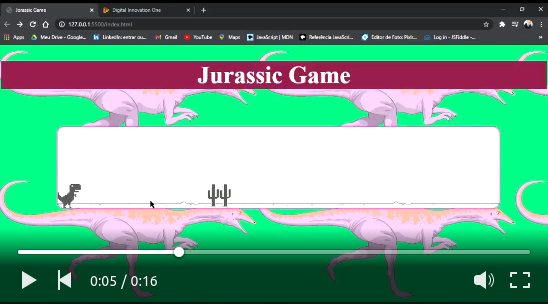 Jurassic Game
Digital Innovation One
127.0.0.1:5500/index.html
Apps
Meu Drive - Google...
LinkedIn: entrar ou...
Gmail
YouTube
Maps
JavaScript | MDN
Referência JavaScri...
Editor de Foto: Pixlr...
Log in - JSFiddle -...
Jurassic Game
0:05 / 0:16